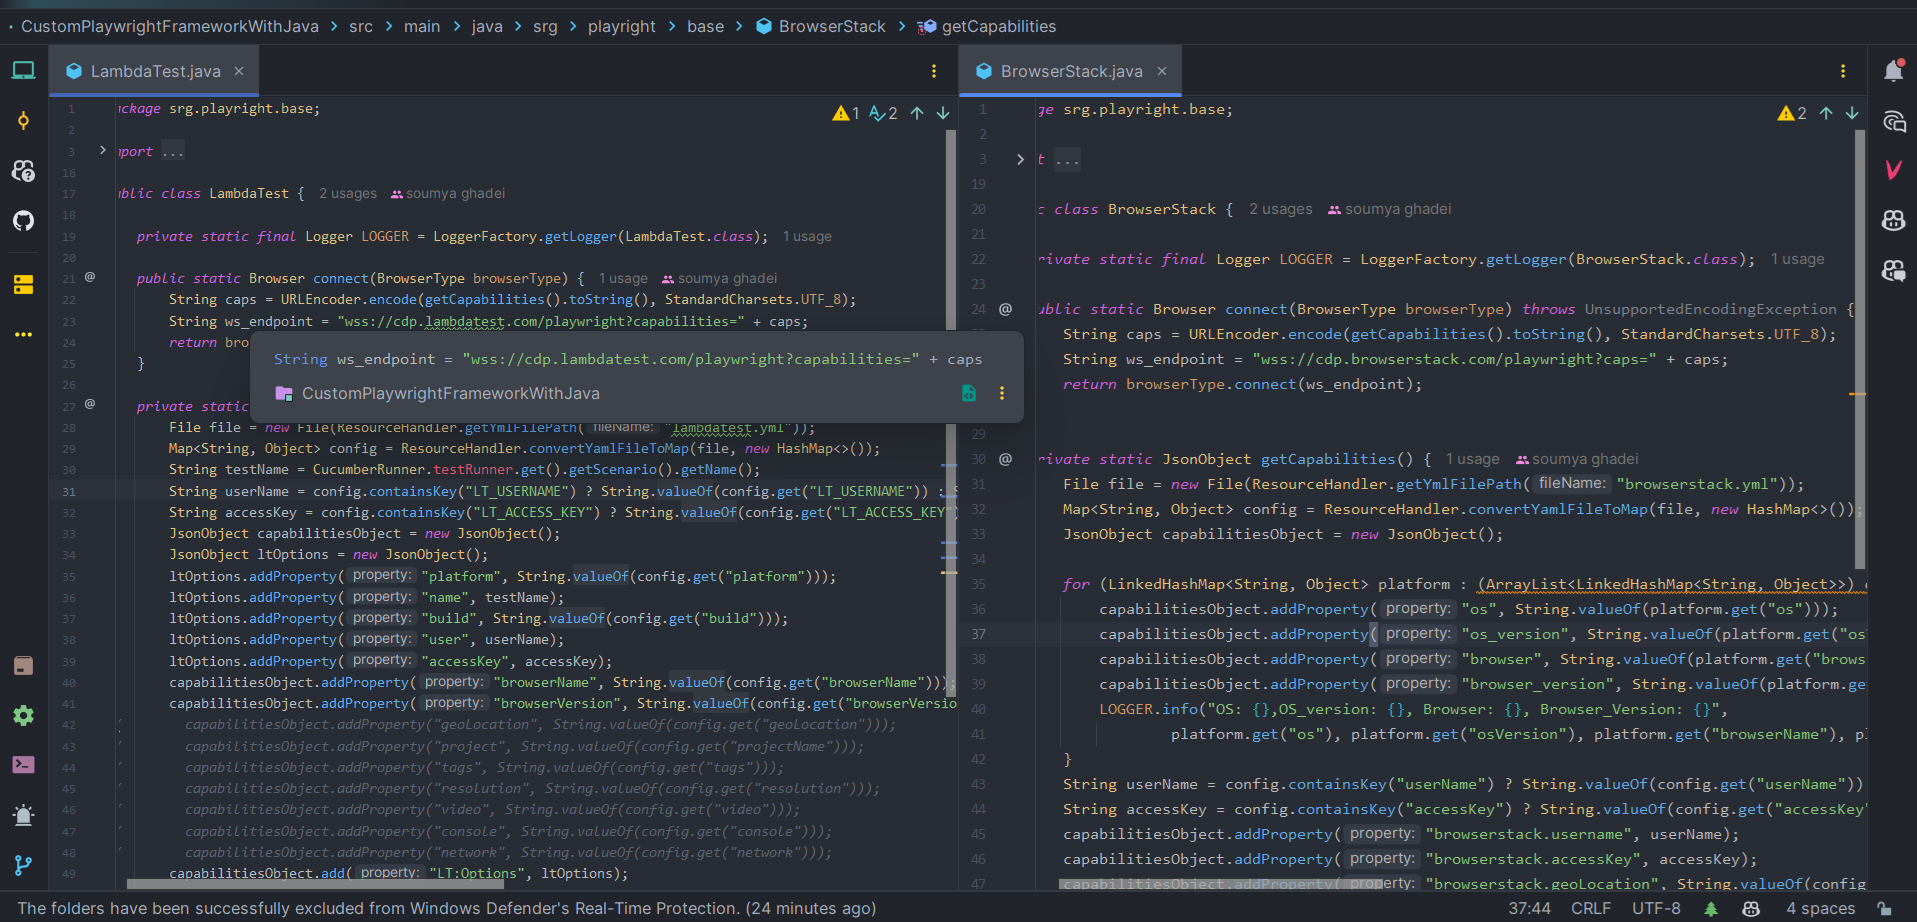 CustomPlaywrightFrameworkWithJava > src > main > java > srg > playright > base > BrowserStack > getCapabilities
LambdaTest.java ×
1 ckage srg.playright.base;
⚠1 2 ↑ ↓
2
3 > mport ...
16
17 blic class LambdaTest { 2 usages soumya ghadei
18
19 private static final Logger LOGGER = LoggerFactory.getLogger(LambdaTest.class); 1 usage
20
21 @ public static Browser connect(BrowserType browserType) { 1 usage soumya ghadei
22 String caps = URLEncoder.encode(getCapabilities().toString(), StandardCharsets.UTF_8);
23 String ws_endpoint = "wss://cdp.lambdatest.com/playwright?capabilities=" + caps;
24 return bro
25 }
String ws_endpoint = "wss://cdp.lambdatest.com/playwright?capabilities=" + caps
CustomPlaywrightFrameworkWithJava
26
27 @ private static
28 File file = new File(ResourceHandler.getYmlFilePath( fileName: "lambdatest.yml"));
29 Map<String, Object> config = ResourceHandler.convertYamlFileToMap(file, new HashMap<>());
30 String testName = CucumberRunner.testRunner.get().getScenario().getName();
31 String userName = config.containsKey("LT_USERNAME") ? String.valueOf(config.get("LT_USERNAME")) : S
32 String accessKey = config.containsKey("LT_ACCESS_KEY") ? String.valueOf(config.get("LT_ACCESS_KEY")
33 JsonObject capabilitiesObject = new JsonObject();
34 JsonObject ltOptions = new JsonObject();
35 ltOptions.addProperty( property: "platform", String.valueOf(config.get("platform")));
36 ltOptions.addProperty( property: "name", testName);
37 ltOptions.addProperty( property: "build", String.valueOf(config.get("build")));
38 ltOptions.addProperty( property: "user", userName);
39 ltOptions.addProperty( property: "accessKey", accessKey);
40 capabilitiesObject.addProperty( property: "browserName", String.valueOf(config.get("browserName")));
41 capabilitiesObject.addProperty( property: "browserVersion", String.valueOf(config.get("browserVersio
42 / capabilitiesObject.addProperty("geoLocation", String.valueOf(config.get("geoLocation")));
43 / capabilitiesObject.addProperty("project", String.valueOf(config.get("projectName")));
44 / capabilitiesObject.addProperty("tags", String.valueOf(config.get("tags")));
45 / capabilitiesObject.addProperty("resolution", String.valueOf(config.get("resolution")));
46 / capabilitiesObject.addProperty("video", String.valueOf(config.get("video")));
47 / capabilitiesObject.addProperty("console", String.valueOf(config.get("console")));
48 / capabilitiesObject.addProperty("network", String.valueOf(config.get("network")));
49 capabilitiesObject.add( property: "LT:Options", ltOptions);
BrowserStack.java ×
1 ge srg.playright.base;
⚠2 ↑ ↓
2
3 > t ...
19
20 c class BrowserStack { 2 usages soumya ghadei
21
22 rivate static final Logger LOGGER = LoggerFactory.getLogger(BrowserStack.class); 1 usage
23
24 @ ublic static Browser connect(BrowserType browserType) throws UnsupportedEncodingException {
String caps = URLEncoder.encode(getCapabilities().toString(), StandardCharsets.UTF_8);
String ws_endpoint = "wss://cdp.browserstack.com/playwright?caps=" + caps;
return browserType.connect(ws_endpoint);
29
30 @ rivate static JsonObject getCapabilities() { 1 usage soumya ghadei
31 File file = new File(ResourceHandler.getYmlFilePath( fileName: "browserstack.yml"));
32 Map<String, Object> config = ResourceHandler.convertYamlFileToMap(file, new HashMap<>());
33 JsonObject capabilitiesObject = new JsonObject();
34
35 for (LinkedHashMap<String, Object> platform : (ArrayList<LinkedHashMap<String, Object>>) c
36 capabilitiesObject.addProperty( property: "os", String.valueOf(platform.get("os")));
37 capabilitiesObject.addProperty( property: "os_version", String.valueOf(platform.get("os
38 capabilitiesObject.addProperty( property: "browser", String.valueOf(platform.get("brows
39 capabilitiesObject.addProperty( property: "browser_version", String.valueOf(platform.ge
40 LOGGER.info("OS: {},OS_version: {}, Browser: {}, Browser_Version: {}",
41 platform.get("os"), platform.get("osVersion"), platform.get("browserName"), pl
42 }
43 String userName = config.containsKey("userName") ? String.valueOf(config.get("userName"))
44 String accessKey = config.containsKey("accessKey") ? String.valueOf(config.get("accessKey"
45 capabilitiesObject.addProperty( property: "browserstack.username", userName);
46 capabilitiesObject.addProperty( property: "browserstack.accessKey", accessKey);
47 capabilitiesObject.addProperty( property: "browserstack.geoLocation", String.valueOf(config
The folders have been successfully excluded from Windows Defender's Real-Time Protection. (24 minutes ago)
37:44 CRLF UTF-8 4 spaces